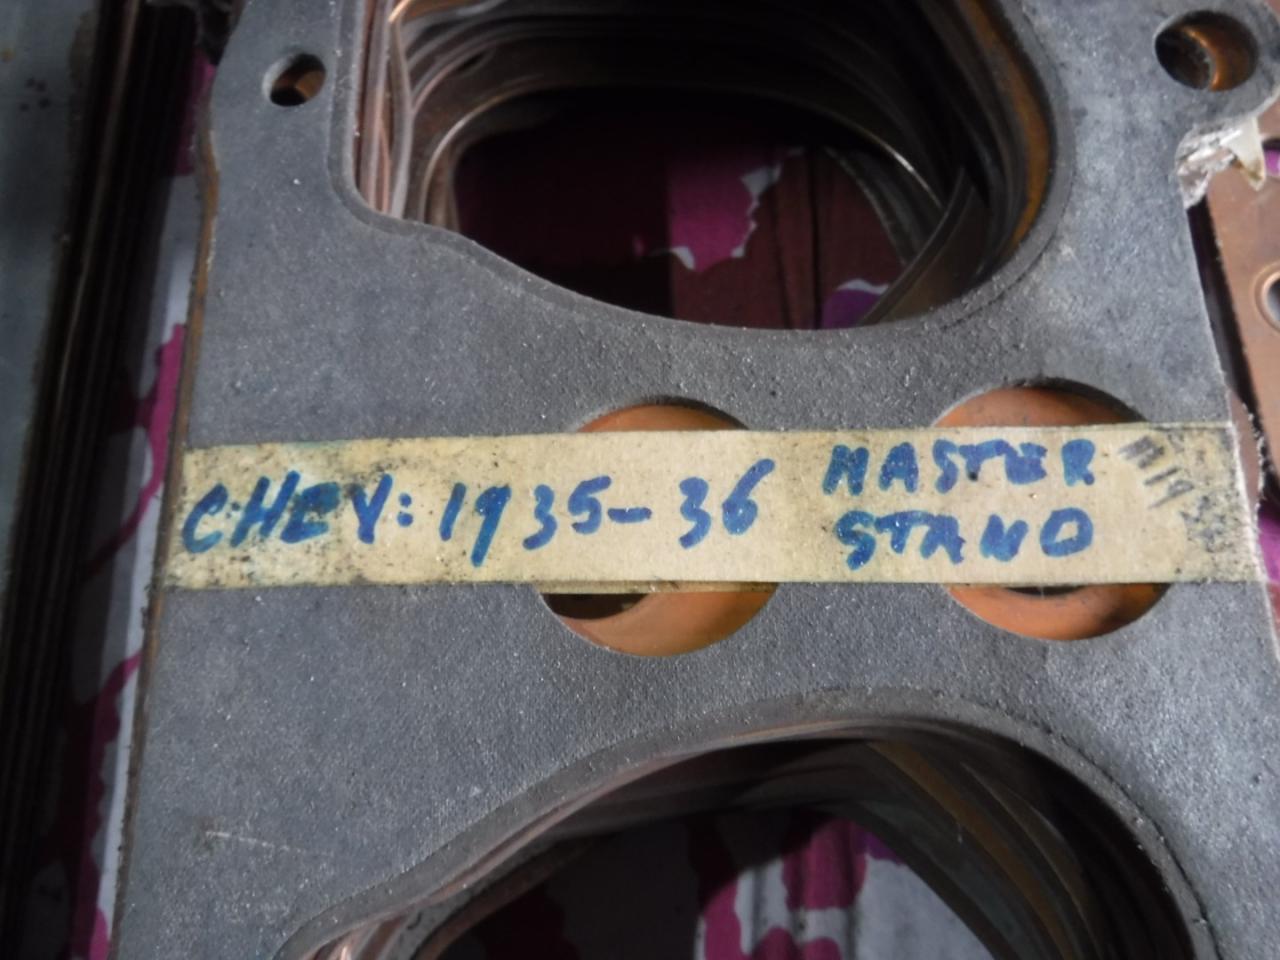 CHEV: 1935-36 MASTER
STAND